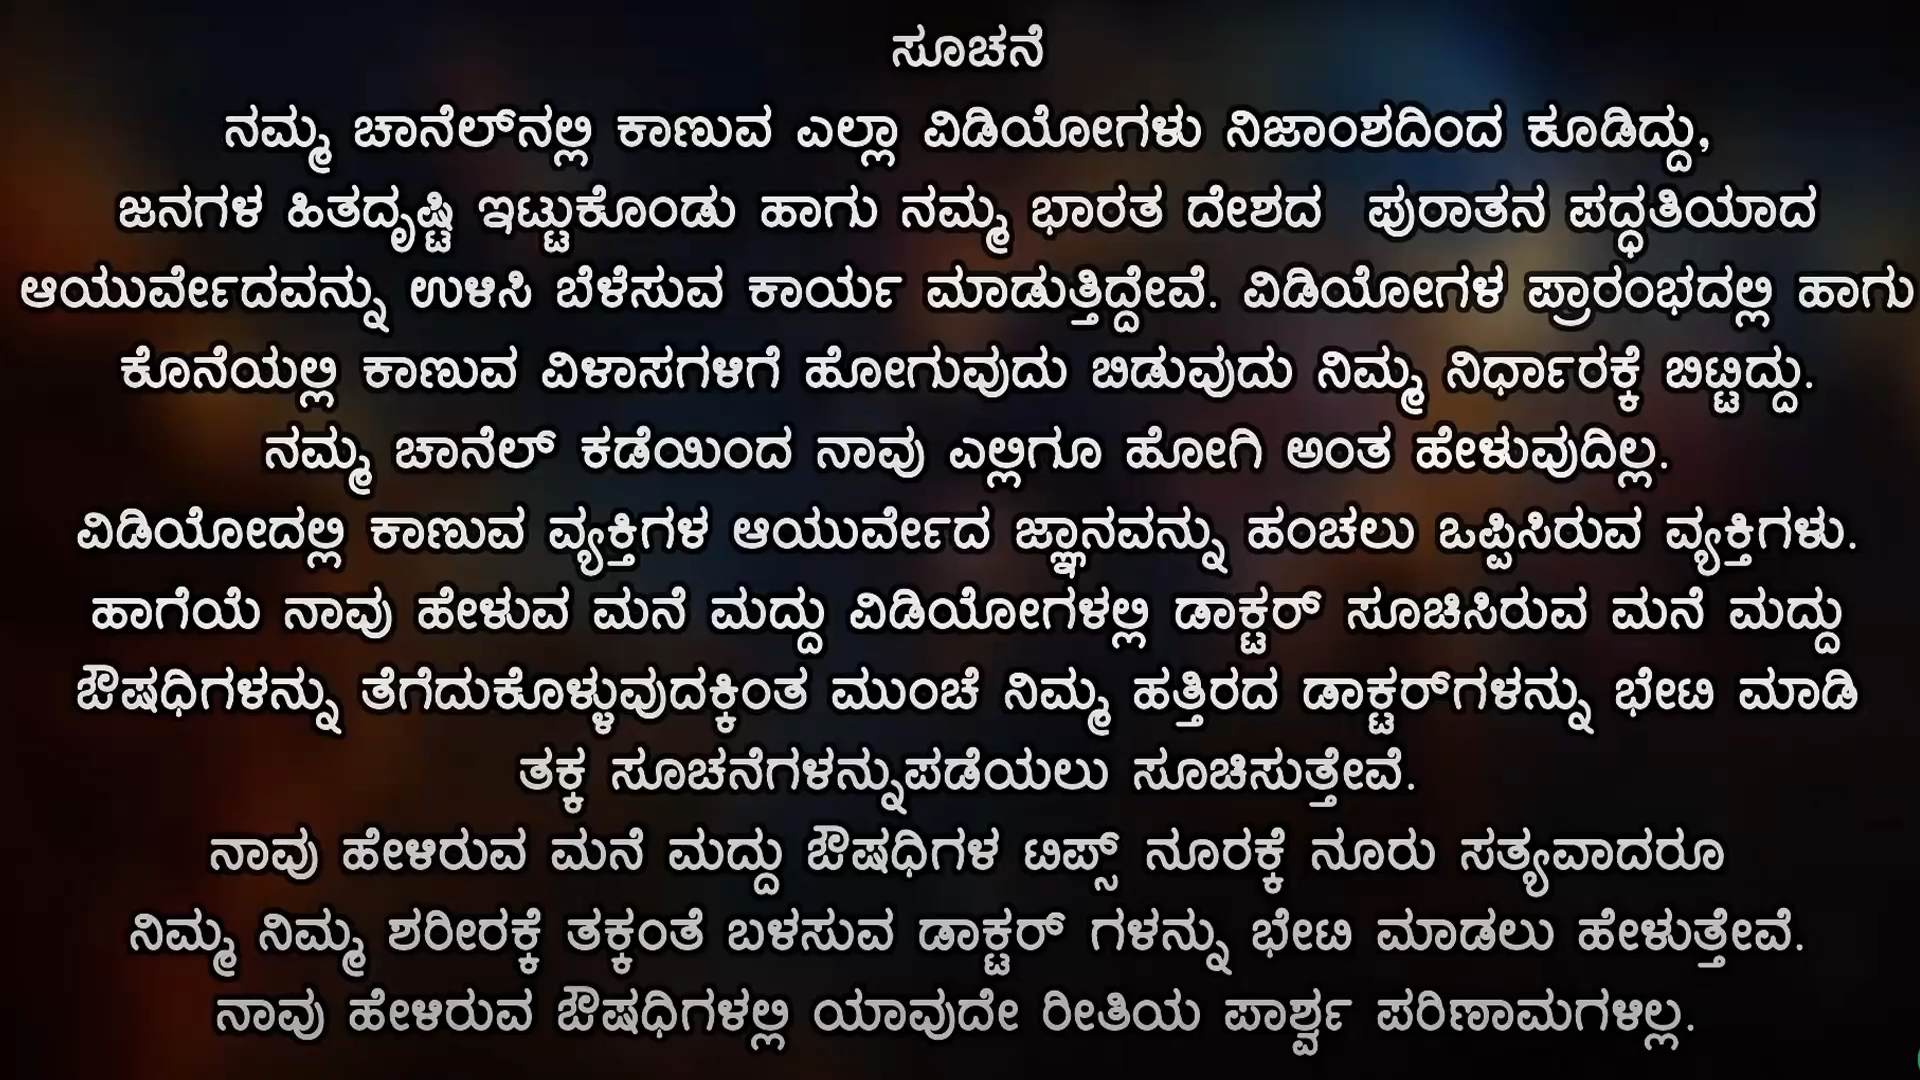 ಸೂಚನೆ
ನಮ್ಮ ಚಾನೆಲ್‌ನಲ್ಲಿ ಕಾಣುವ ಎಲ್ಲಾ ವಿಡಿಯೋಗಳು ನಿಜಾಂಶದಿಂದ ಕೂಡಿದ್ದು,
ಜನಗಳ ಹಿತದೃಷ್ಟಿ ಇಟ್ಟುಕೊಂಡು ಹಾಗು ನಮ್ಮ ಭಾರತ ದೇಶದ ಪುರಾತನ ಪದ್ಧತಿಯಾದ
ಆಯುರ್ವೇದವನ್ನು ಉಳಿಸಿ ಬೆಳೆಸುವ ಕಾರ್ಯ ಮಾಡುತ್ತಿದ್ದೇವೆ. ವಿಡಿಯೋಗಳ ಪ್ರಾರಂಭದಲ್ಲಿ ಹಾಗು
ಕೊನೆಯಲ್ಲಿ ಕಾಣುವ ವಿಳಾಸಗಳಿಗೆ ಹೋಗುವುದು ಬಿಡುವುದು ನಿಮ್ಮ ನಿರ್ಧಾರಕ್ಕೆ ಬಿಟ್ಟಿದ್ದು.
ನಮ್ಮ ಚಾನೆಲ್ ಕಡೆಯಿಂದ ನಾವು ಎಲ್ಲಿಗೂ ಹೋಗಿ ಅಂತ ಹೇಳುವುದಿಲ್ಲ.
ವಿಡಿಯೋದಲ್ಲಿ ಕಾಣುವ ವ್ಯಕ್ತಿಗಳ ಆಯುರ್ವೇದ ಜ್ಞಾನವನ್ನು ಹಂಚಲು ಒಪ್ಪಿಸಿರುವ ವ್ಯಕ್ತಿಗಳು.
ಹಾಗೆಯೆ ನಾವು ಹೇಳುವ ಮನೆ ಮದ್ದು ವಿಡಿಯೋಗಳಲ್ಲಿ ಡಾಕ್ಟರ್ ಸೂಚಿಸಿರುವ ಮನೆ ಮದ್ದು
ಔಷಧಿಗಳನ್ನು ತೆಗೆದುಕೊಳ್ಳುವುದಕ್ಕಿಂತ ಮುಂಚೆ ನಿಮ್ಮ ಹತ್ತಿರದ ಡಾಕ್ಟರ್‌ಗಳನ್ನು ಭೇಟಿ ಮಾಡಿ
ತಕ್ಕ ಸೂಚನೆಗಳನ್ನುಪಡೆಯಲು ಸೂಚಿಸುತ್ತೇವೆ.
ನಾವು ಹೇಳಿರುವ ಮನೆ ಮದ್ದು ಔಷಧಿಗಳ ಟಿಪ್ಸ್ ನೂರಕ್ಕೆ ನೂರು ಸತ್ಯವಾದರೂ
ನಿಮ್ಮ ನಿಮ್ಮ ಶರೀರಕ್ಕೆ ತಕ್ಕಂತೆ ಬಳಸುವ ಡಾಕ್ಟರ್ ಗಳನ್ನು ಭೇಟಿ ಮಾಡಲು ಹೇಳುತ್ತೇವೆ.
ನಾವು ಹೇಳಿರುವ ಔಷಧಿಗಳಲ್ಲಿ ಯಾವುದೇ ರೀತಿಯ ಪಾರ್ಶ್ವ ಪರಿಣಾಮಗಳಿಲ್ಲ.